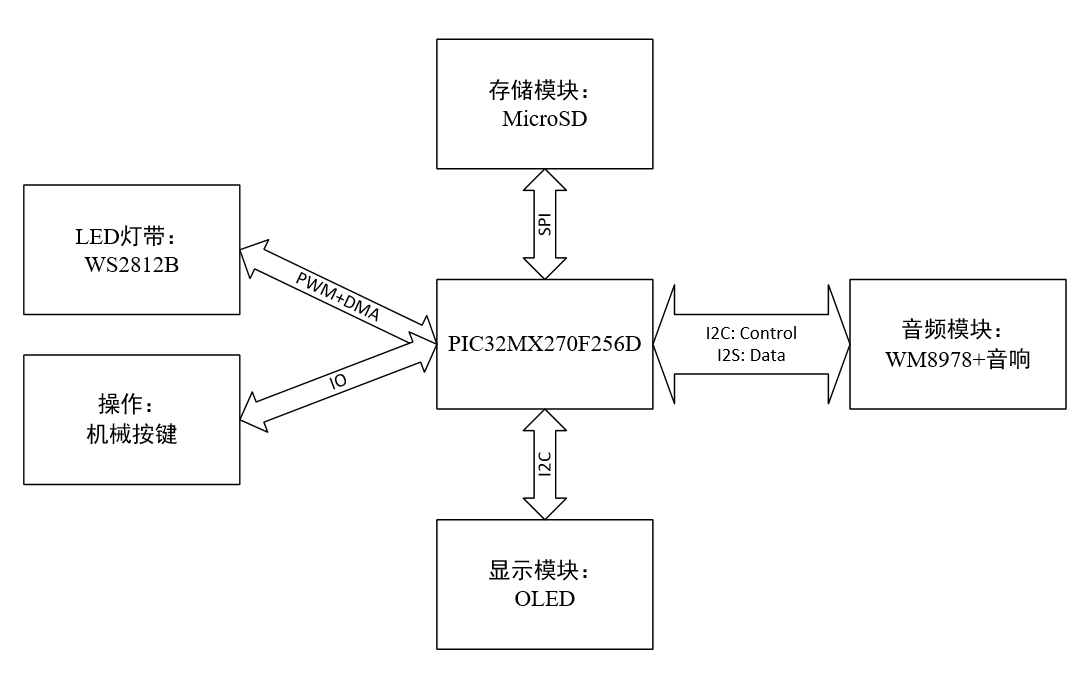 存储模块：
MicroSD
SPI
LED灯带：
WS2812B
PWM+DMA
PIC32MX270F256D
I2C: Control
I2S: Data
音频模块：
WM8978+音响
IO
操作：
机械按键
I2C
显示模块：
OLED